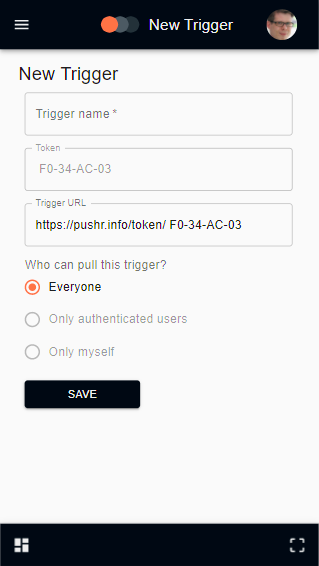 New Trigger
New Trigger
Trigger name *
Token
F0-34-AC-03
Trigger URL
https://pushr.info/token/ F0-34-AC-03
Who can pull this trigger?
Everyone
Only authenticated users
Only myself
SAVE